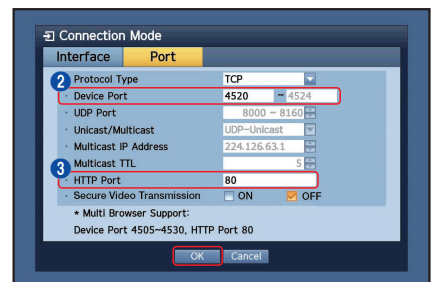 Connection Mode
Interface Port
2 Protocol Type TCP
· Device Port 4520 ~ 4524
· UDP Port 8000 ~ 8160
· Unicast/Multicast UDP-Unicast
· Multicast IP Address 224.126.63.1
Multicast TTL 5
3 · HTTP Port 80
· Secure Video Transmission ON OFF
* Multi Browser Support:
Device Port 4505~4530, HTTP Port 80
OK Cancel